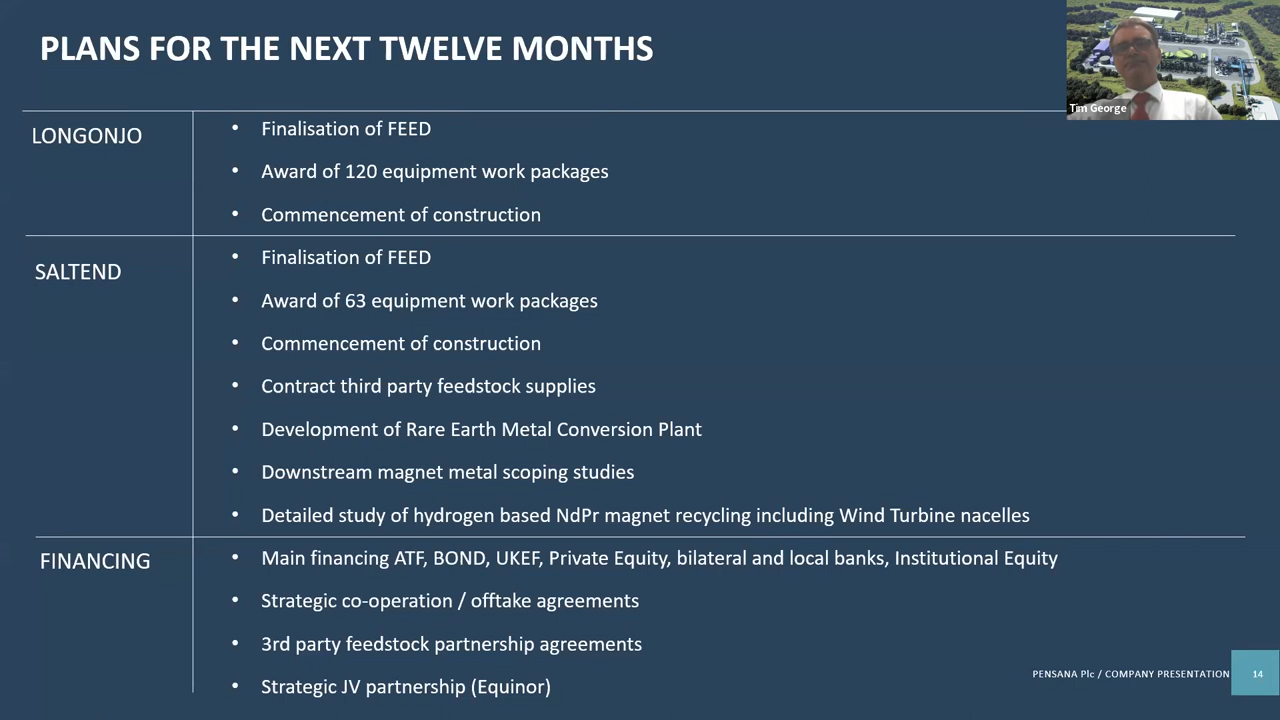 PLANS FOR THE NEXT TWELVE MONTHS
Tim George
LONGONJO
• Finalisation of FEED
• Award of 120 equipment work packages
• Commencement of construction
SALTEND
• Finalisation of FEED
• Award of 63 equipment work packages
• Commencement of construction
• Contract third party feedstock supplies
• Development of Rare Earth Metal Conversion Plant
• Downstream magnet metal scoping studies
• Detailed study of hydrogen based NdPr magnet recycling including Wind Turbine nacelles
FINANCING
• Main financing ATF, BOND, UKEF, Private Equity, bilateral and local banks, Institutional Equity
• Strategic co-operation / offtake agreements
• 3rd party feedstock partnership agreements
• Strategic JV partnership (Equinor)
PENSANA Plc / COMPANY PRESENTATION 14